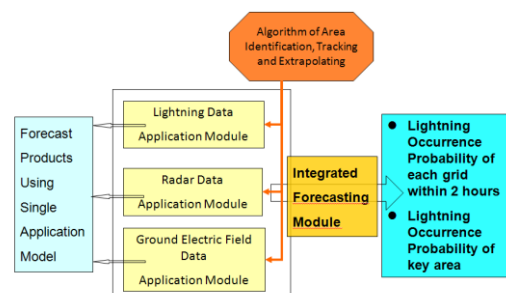 Algorithm of Area
Identification, Tracking
and Extrapolating
Lightning Data
Application Module
Radar Data
Application Module
Ground Electric Field
Data
Application Module
Forecast
Products
Using
Single
Application
Model
Integrated
Forecasting
Module
● Lightning
Occurrence
Probability of
each grid
within 2 hours
● Lightning
Occurrence
Probability of
key area